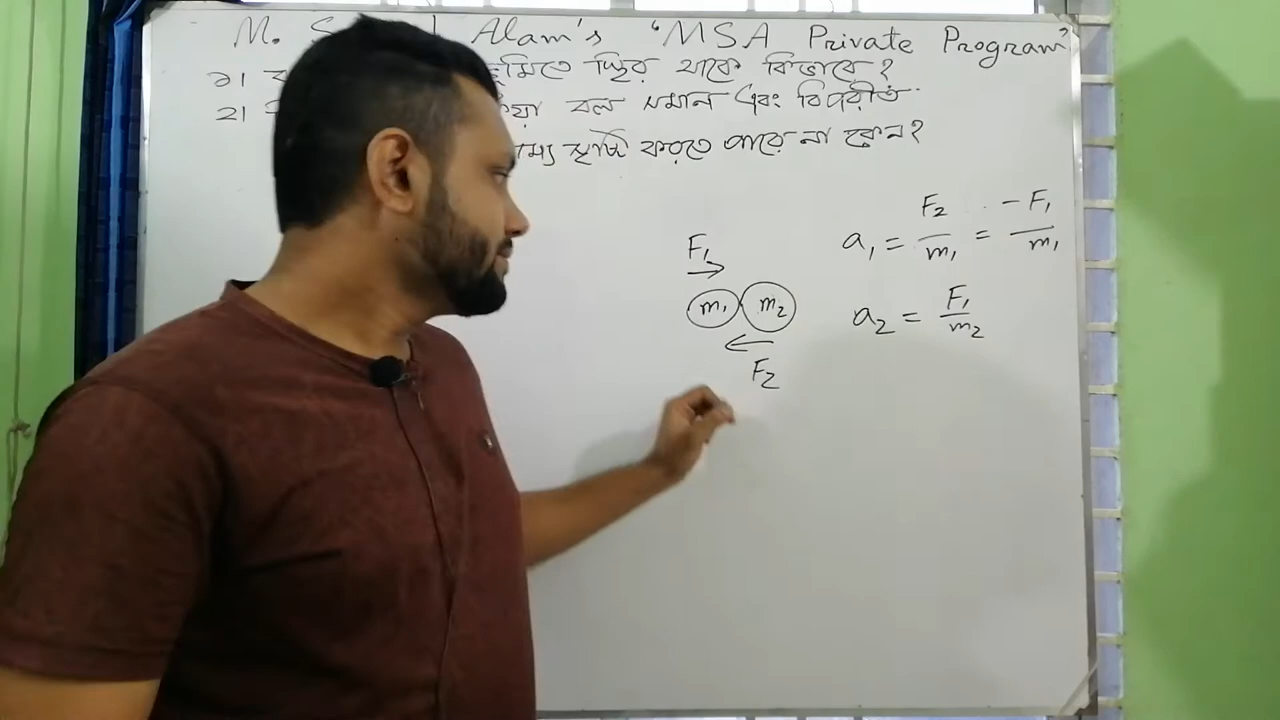 M. S Alam's 'MSA Private Program'
১। ভূমিতে স্থির থাকে কিভাবে?
২। বল সমান এবং বিপরীত
সৃষ্টি করতে পারে না কেন?
F₁
→
m₁ m₂
←
F₂
a₁ = F₂/m₁ = -F₁/m₁
a₂ = F₁/m₂